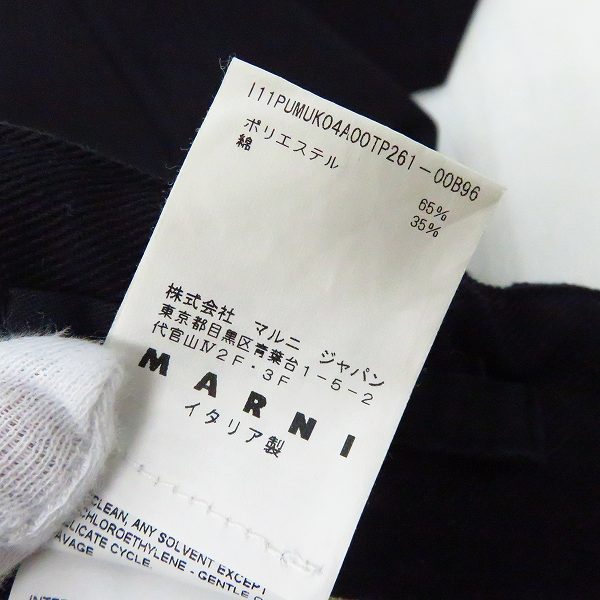 I11PUMUK04A00TP261-00B96
ポリエステル 65%
綿 35%
株式会社 マルニ ジャパン
東京都目黒区青葉台1-5-2
代官山Ⅳ2F・3F
MARNI
イタリア製
CLEAN, ANY SOLVENT EXCEPT
CHLOROETHYLENE - GENTLE
DELICATE CYCLE